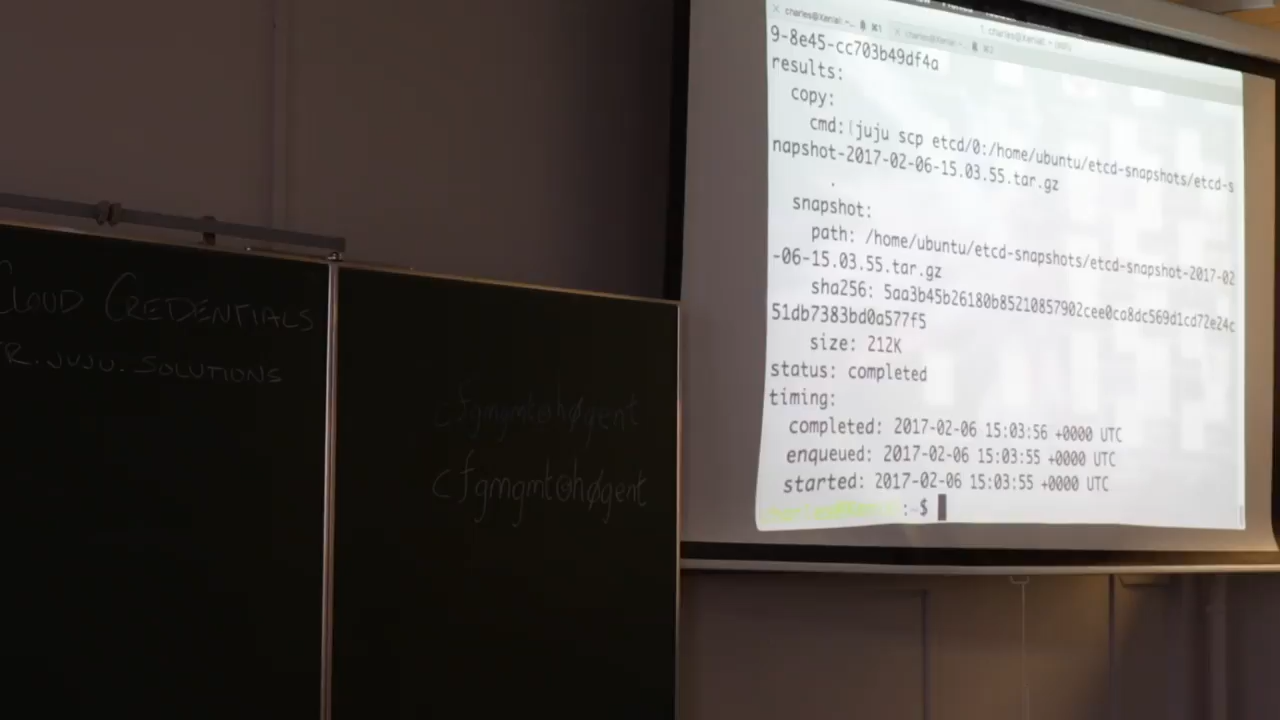 CLOUD CREDENTIALS
R.JUJU.SOLUTIONS
cfgmgmt@h0gent
cfgmgmt@h0gent
charles@Xenial: ~
9-8e45-cc703b49df4a
results:
copy:
cmd: juju scp etcd/0:/home/ubuntu/etcd-snapshots/etcd-s
napshot-2017-02-06-15.03.55.tar.gz
.
snapshot:
path: /home/ubuntu/etcd-snapshots/etcd-snapshot-2017-02
-06-15.03.55.tar.gz
sha256: 5aa3b45b26180b85210857902cee0ca8dc569d1cd72e24c
51db7383bd0a577f5
size: 212K
status: completed
timing:
completed: 2017-02-06 15:03:56 +0000 UTC
enqueued: 2017-02-06 15:03:55 +0000 UTC
started: 2017-02-06 15:03:55 +0000 UTC
:~$